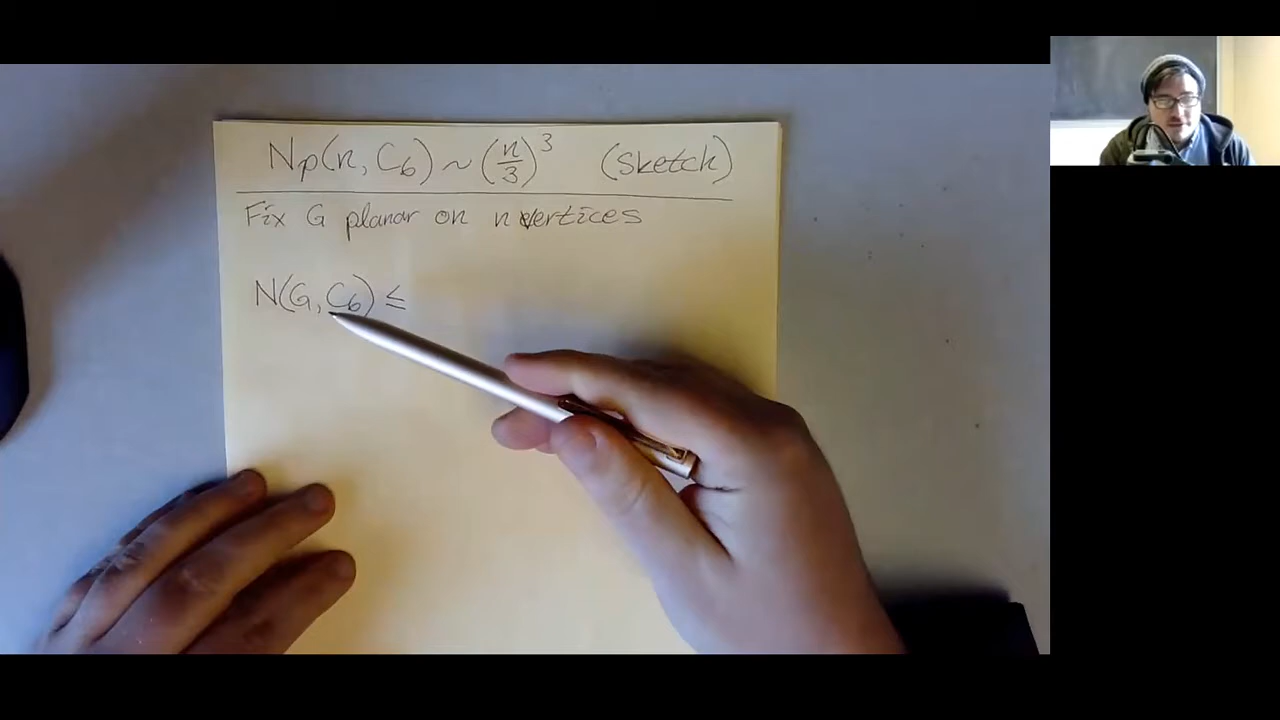 Np(n, C6) ~ (n/3)^3 (sketch)
Fix G planar on n vertices
N(G, C6) ≤